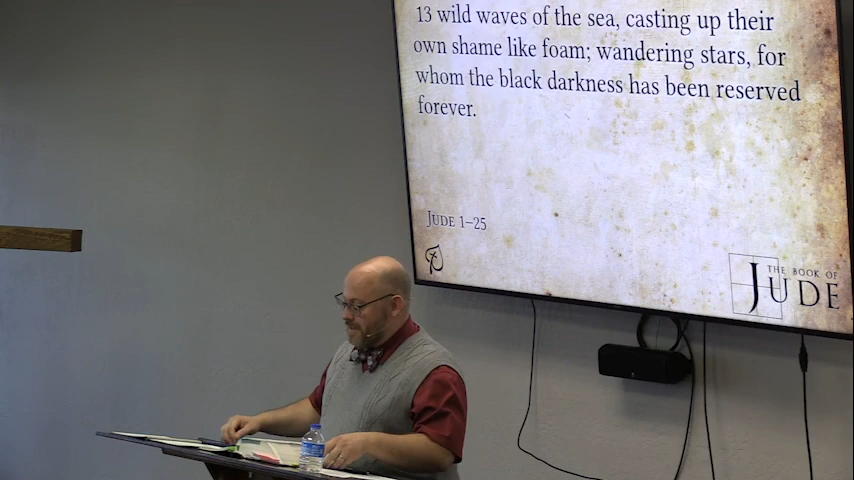 13 wild waves of the sea, casting up their
own shame like foam; wandering stars, for
whom the black darkness has been reserved
forever.
JUDE 1–25
THE BOOK OF
JUDE